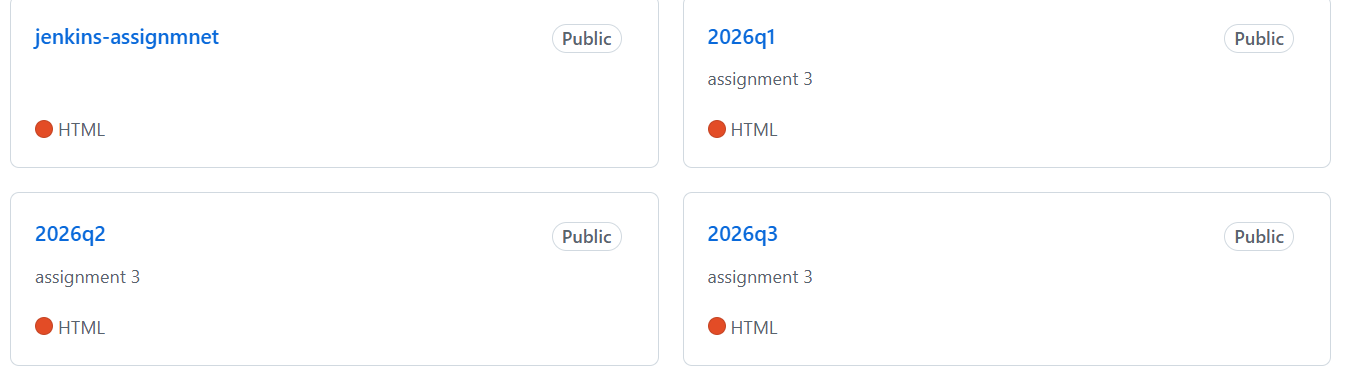 jenkins-assignmnet Public
HTML
2026q1 Public
assignment 3
HTML
2026q2 Public
assignment 3
HTML
2026q3 Public
assignment 3
HTML